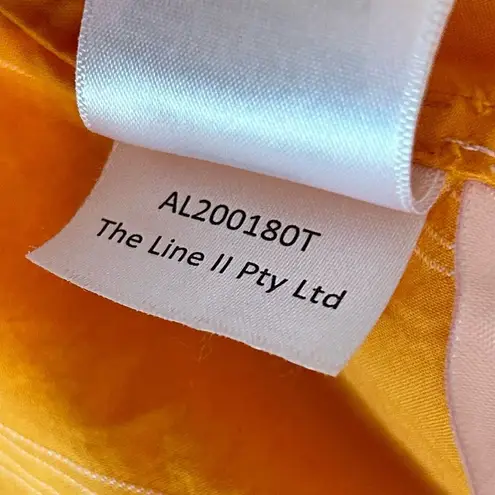 AL200180T
The Line II Pty Ltd